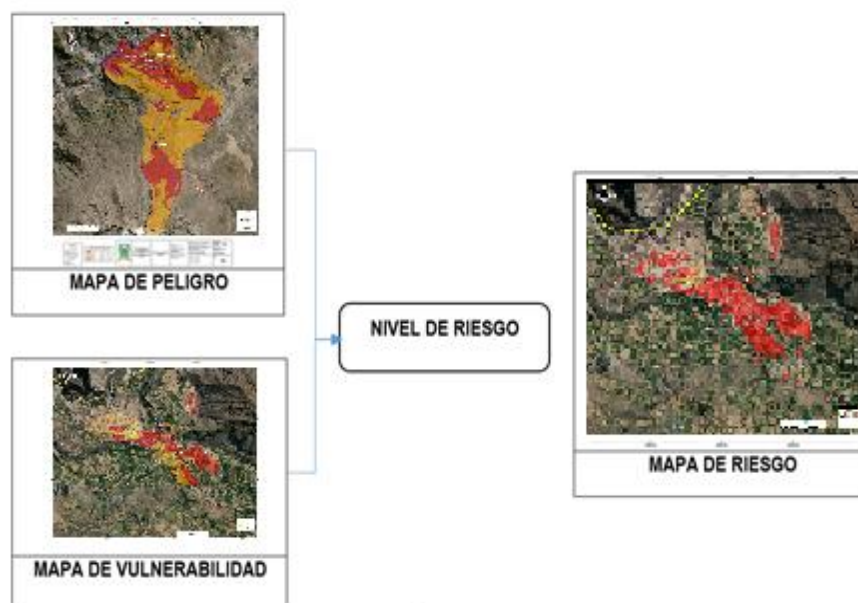 MAPA DE PELIGRO
NIVEL DE RIESGO
MAPA DE VULNERABILIDAD
MAPA DE RIESGO